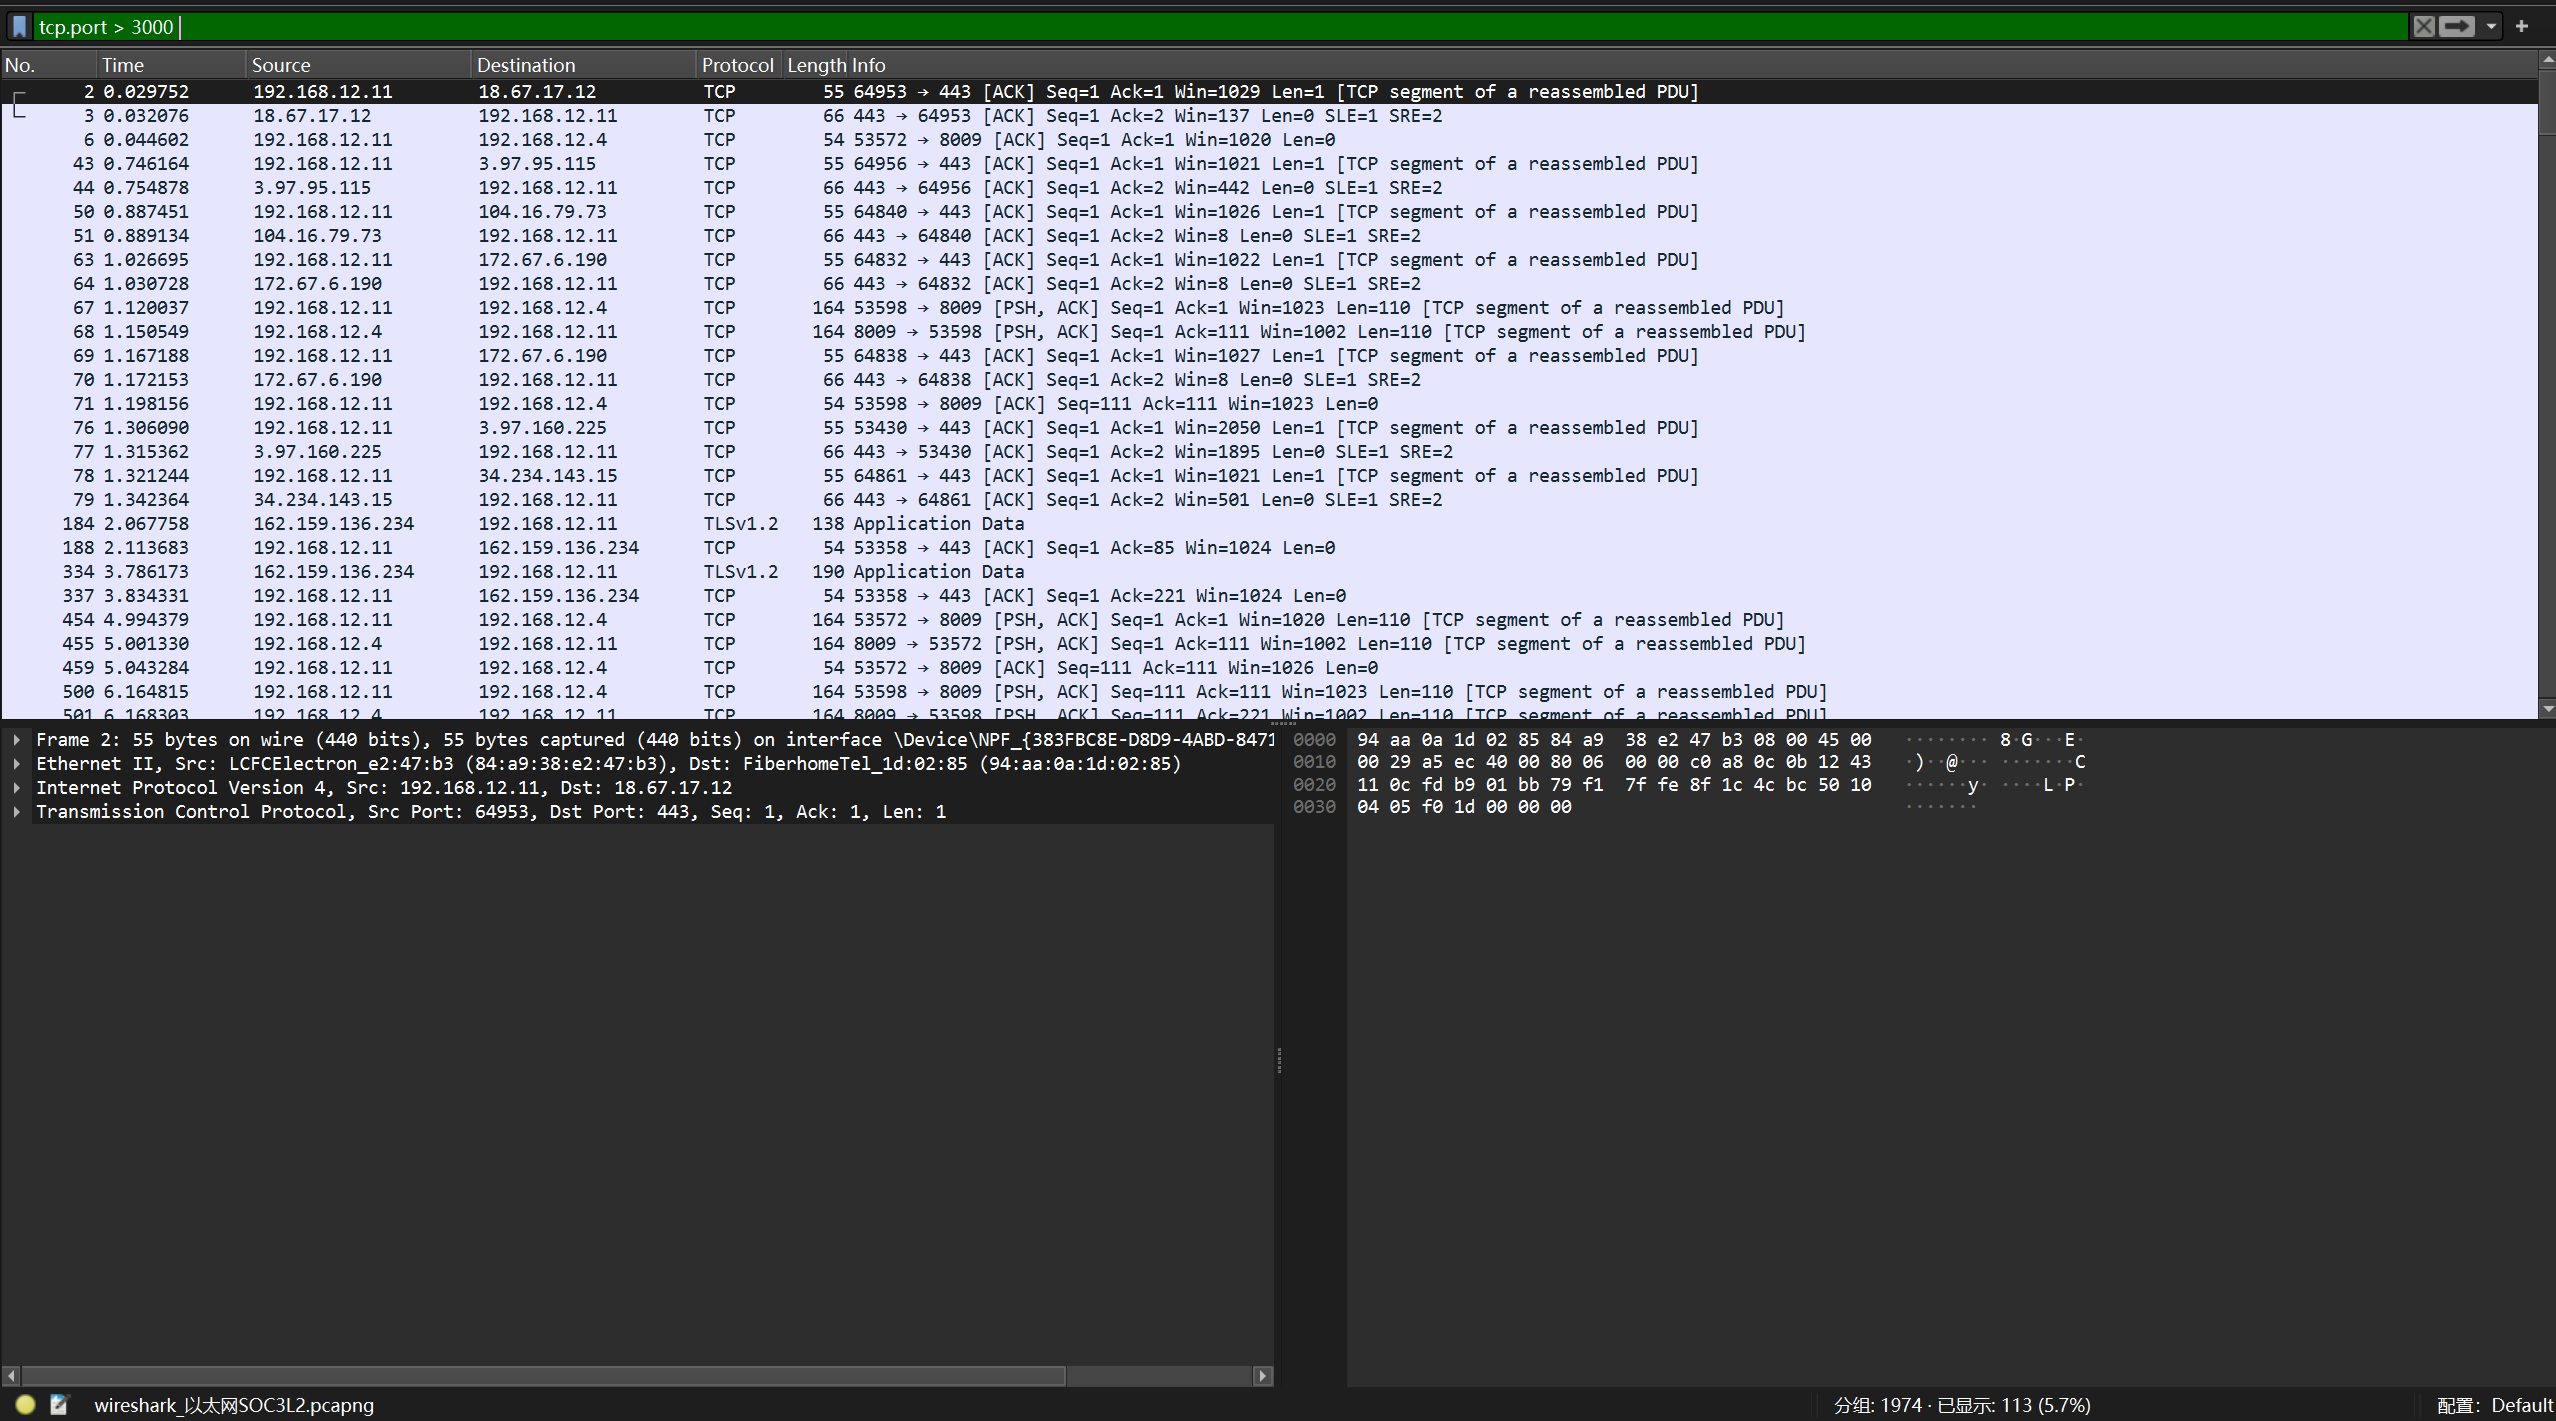 tcp.port > 3000
No. Time Source Destination Protocol Length Info
2 0.029752 192.168.12.11 18.67.17.12 TCP 55 64953 → 443 [ACK] Seq=1 Ack=1 Win=1029 Len=1 [TCP segment of a reassembled PDU]
3 0.032076 18.67.17.12 192.168.12.11 TCP 66 443 → 64953 [ACK] Seq=1 Ack=2 Win=137 Len=0 SLE=1 SRE=2
6 0.044602 192.168.12.11 192.168.12.4 TCP 54 53572 → 8009 [ACK] Seq=1 Ack=1 Win=1020 Len=0
43 0.746164 192.168.12.11 3.97.95.115 TCP 55 64956 → 443 [ACK] Seq=1 Ack=1 Win=1021 Len=1 [TCP segment of a reassembled PDU]
44 0.754878 3.97.95.115 192.168.12.11 TCP 66 443 → 64956 [ACK] Seq=1 Ack=2 Win=442 Len=0 SLE=1 SRE=2
50 0.887451 192.168.12.11 104.16.79.73 TCP 55 64840 → 443 [ACK] Seq=1 Ack=1 Win=1026 Len=1 [TCP segment of a reassembled PDU]
51 0.889134 104.16.79.73 192.168.12.11 TCP 66 443 → 64840 [ACK] Seq=1 Ack=2 Win=8 Len=0 SLE=1 SRE=2
63 1.026695 192.168.12.11 172.67.6.190 TCP 55 64832 → 443 [ACK] Seq=1 Ack=1 Win=1022 Len=1 [TCP segment of a reassembled PDU]
64 1.030728 172.67.6.190 192.168.12.11 TCP 66 443 → 64832 [ACK] Seq=1 Ack=2 Win=8 Len=0 SLE=1 SRE=2
67 1.120037 192.168.12.11 192.168.12.4 TCP 164 53598 → 8009 [PSH, ACK] Seq=1 Ack=1 Win=1023 Len=110 [TCP segment of a reassembled PDU]
68 1.150549 192.168.12.4 192.168.12.11 TCP 164 8009 → 53598 [PSH, ACK] Seq=1 Ack=111 Win=1002 Len=110 [TCP segment of a reassembled PDU]
69 1.167188 192.168.12.11 172.67.6.190 TCP 55 64838 → 443 [ACK] Seq=1 Ack=1 Win=1027 Len=1 [TCP segment of a reassembled PDU]
70 1.172153 172.67.6.190 192.168.12.11 TCP 66 443 → 64838 [ACK] Seq=1 Ack=2 Win=8 Len=0 SLE=1 SRE=2
71 1.198156 192.168.12.11 192.168.12.4 TCP 54 53598 → 8009 [ACK] Seq=111 Ack=111 Win=1023 Len=0
76 1.306090 192.168.12.11 3.97.160.225 TCP 55 53430 → 443 [ACK] Seq=1 Ack=1 Win=2050 Len=1 [TCP segment of a reassembled PDU]
77 1.315362 3.97.160.225 192.168.12.11 TCP 66 443 → 53430 [ACK] Seq=1 Ack=2 Win=1895 Len=0 SLE=1 SRE=2
78 1.321244 192.168.12.11 34.234.143.15 TCP 55 64861 → 443 [ACK] Seq=1 Ack=1 Win=1021 Len=1 [TCP segment of a reassembled PDU]
79 1.342364 34.234.143.15 192.168.12.11 TCP 66 443 → 64861 [ACK] Seq=1 Ack=2 Win=501 Len=0 SLE=1 SRE=2
184 2.067758 162.159.136.234 192.168.12.11 TLSv1.2 138 Application Data
188 2.113683 192.168.12.11 162.159.136.234 TCP 54 53358 → 443 [ACK] Seq=1 Ack=85 Win=1024 Len=0
334 3.786173 162.159.136.234 192.168.12.11 TLSv1.2 190 Application Data
337 3.834331 192.168.12.11 162.159.136.234 TCP 54 53358 → 443 [ACK] Seq=1 Ack=221 Win=1024 Len=0
454 4.994379 192.168.12.11 192.168.12.4 TCP 164 53572 → 8009 [PSH, ACK] Seq=1 Ack=1 Win=1020 Len=110 [TCP segment of a reassembled PDU]
455 5.001330 192.168.12.4 192.168.12.11 TCP 164 8009 → 53572 [PSH, ACK] Seq=1 Ack=111 Win=1002 Len=110 [TCP segment of a reassembled PDU]
459 5.043284 192.168.12.11 192.168.12.4 TCP 54 53572 → 8009 [ACK] Seq=111 Ack=111 Win=1026 Len=0
500 6.164815 192.168.12.11 192.168.12.4 TCP 164 53598 → 8009 [PSH, ACK] Seq=111 Ack=111 Win=1023 Len=110 [TCP segment of a reassembled PDU]
501 6.168303 192.168.12.4 192.168.12.11 TCP 164 8009 → 53598 [PSH, ACK] Seq=111 Ack=221 Win=1002 Len=110 [TCP segment of a reassembled PDU]
Frame 2: 55 bytes on wire (440 bits), 55 bytes captured (440 bits) on interface \Device\NPF_{383FBC8E-D8D9-4ABD-8471
Ethernet II, Src: LCFCElectron_e2:47:b3 (84:a9:38:e2:47:b3), Dst: FiberhomeTel_1d:02:85 (94:aa:0a:1d:02:85)
Internet Protocol Version 4, Src: 192.168.12.11, Dst: 18.67.17.12
Transmission Control Protocol, Src Port: 64953, Dst Port: 443, Seq: 1, Ack: 1, Len: 1
0000 94 aa 0a 1d 02 85 84 a9 38 e2 47 b3 08 00 45 00 ········ 8·G···E·
0010 00 29 a5 ec 40 00 80 06 00 00 c0 a8 0c 0b 12 43 ·)··@··· ·······C
0020 11 0c fd b9 01 bb 79 f1 7f fe 8f 1c 4c bc 50 10 ······y· ····L·P·
0030 04 05 f0 1d 00 00 00 ·······
wireshark_以太网SOC3L2.pcapng
分组: 1974 · 已显示: 113 (5.7%)
配置: Default